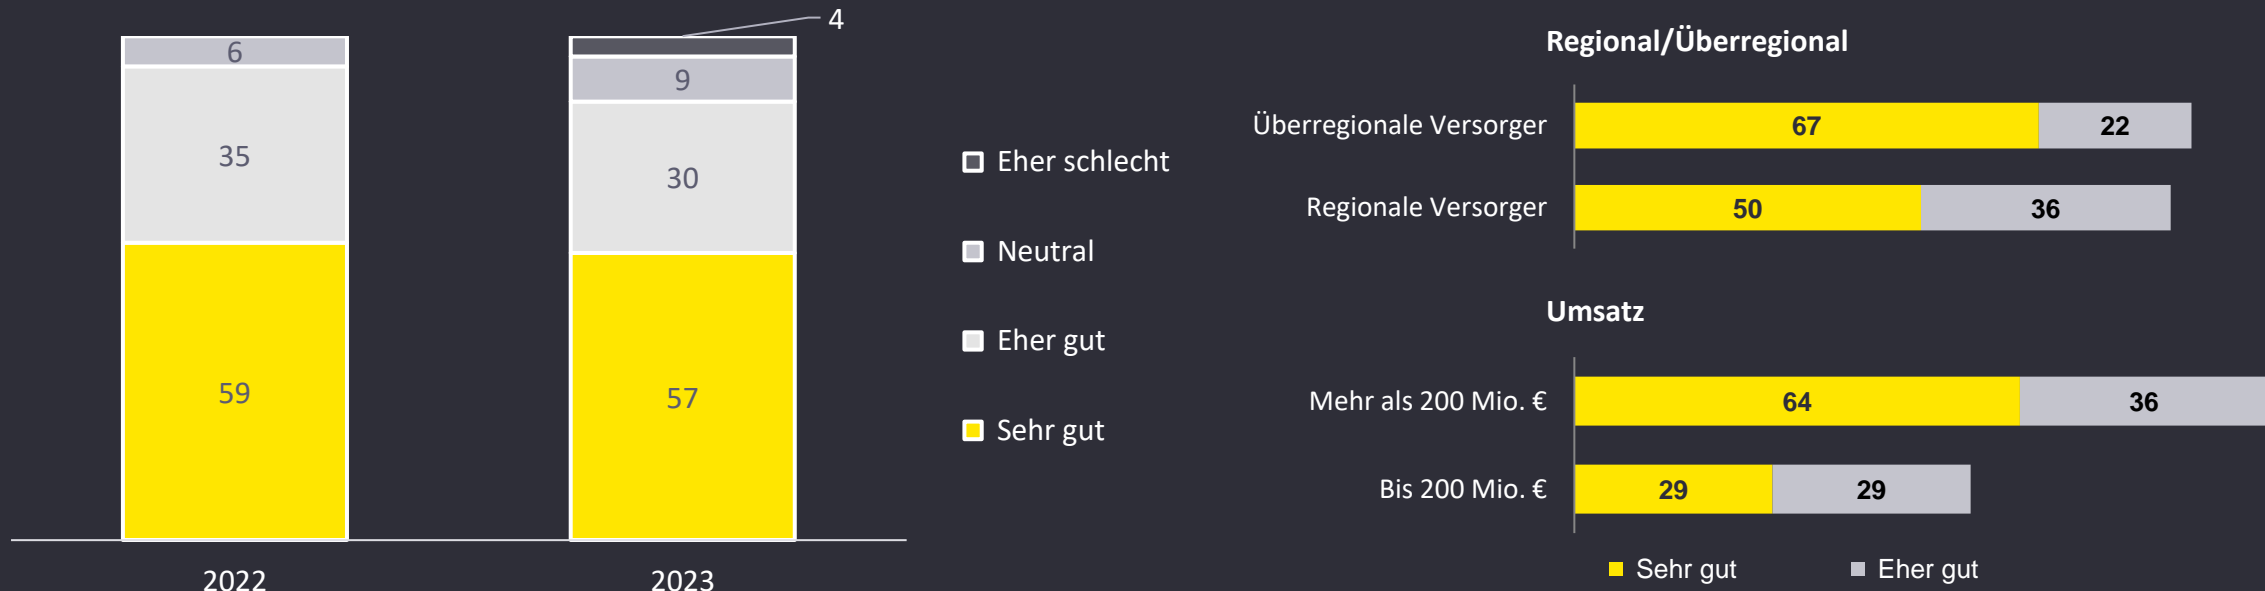 4
6
9
35
30
59
57
2022
2023
Eher schlecht
Neutral
Eher gut
Sehr gut
Regional/Überregional
Überregionale Versorger
67
22
Regionale Versorger
50
36
Umsatz
Mehr als 200 Mio. €
64
36
Bis 200 Mio. €
29
29
Sehr gut
Eher gut